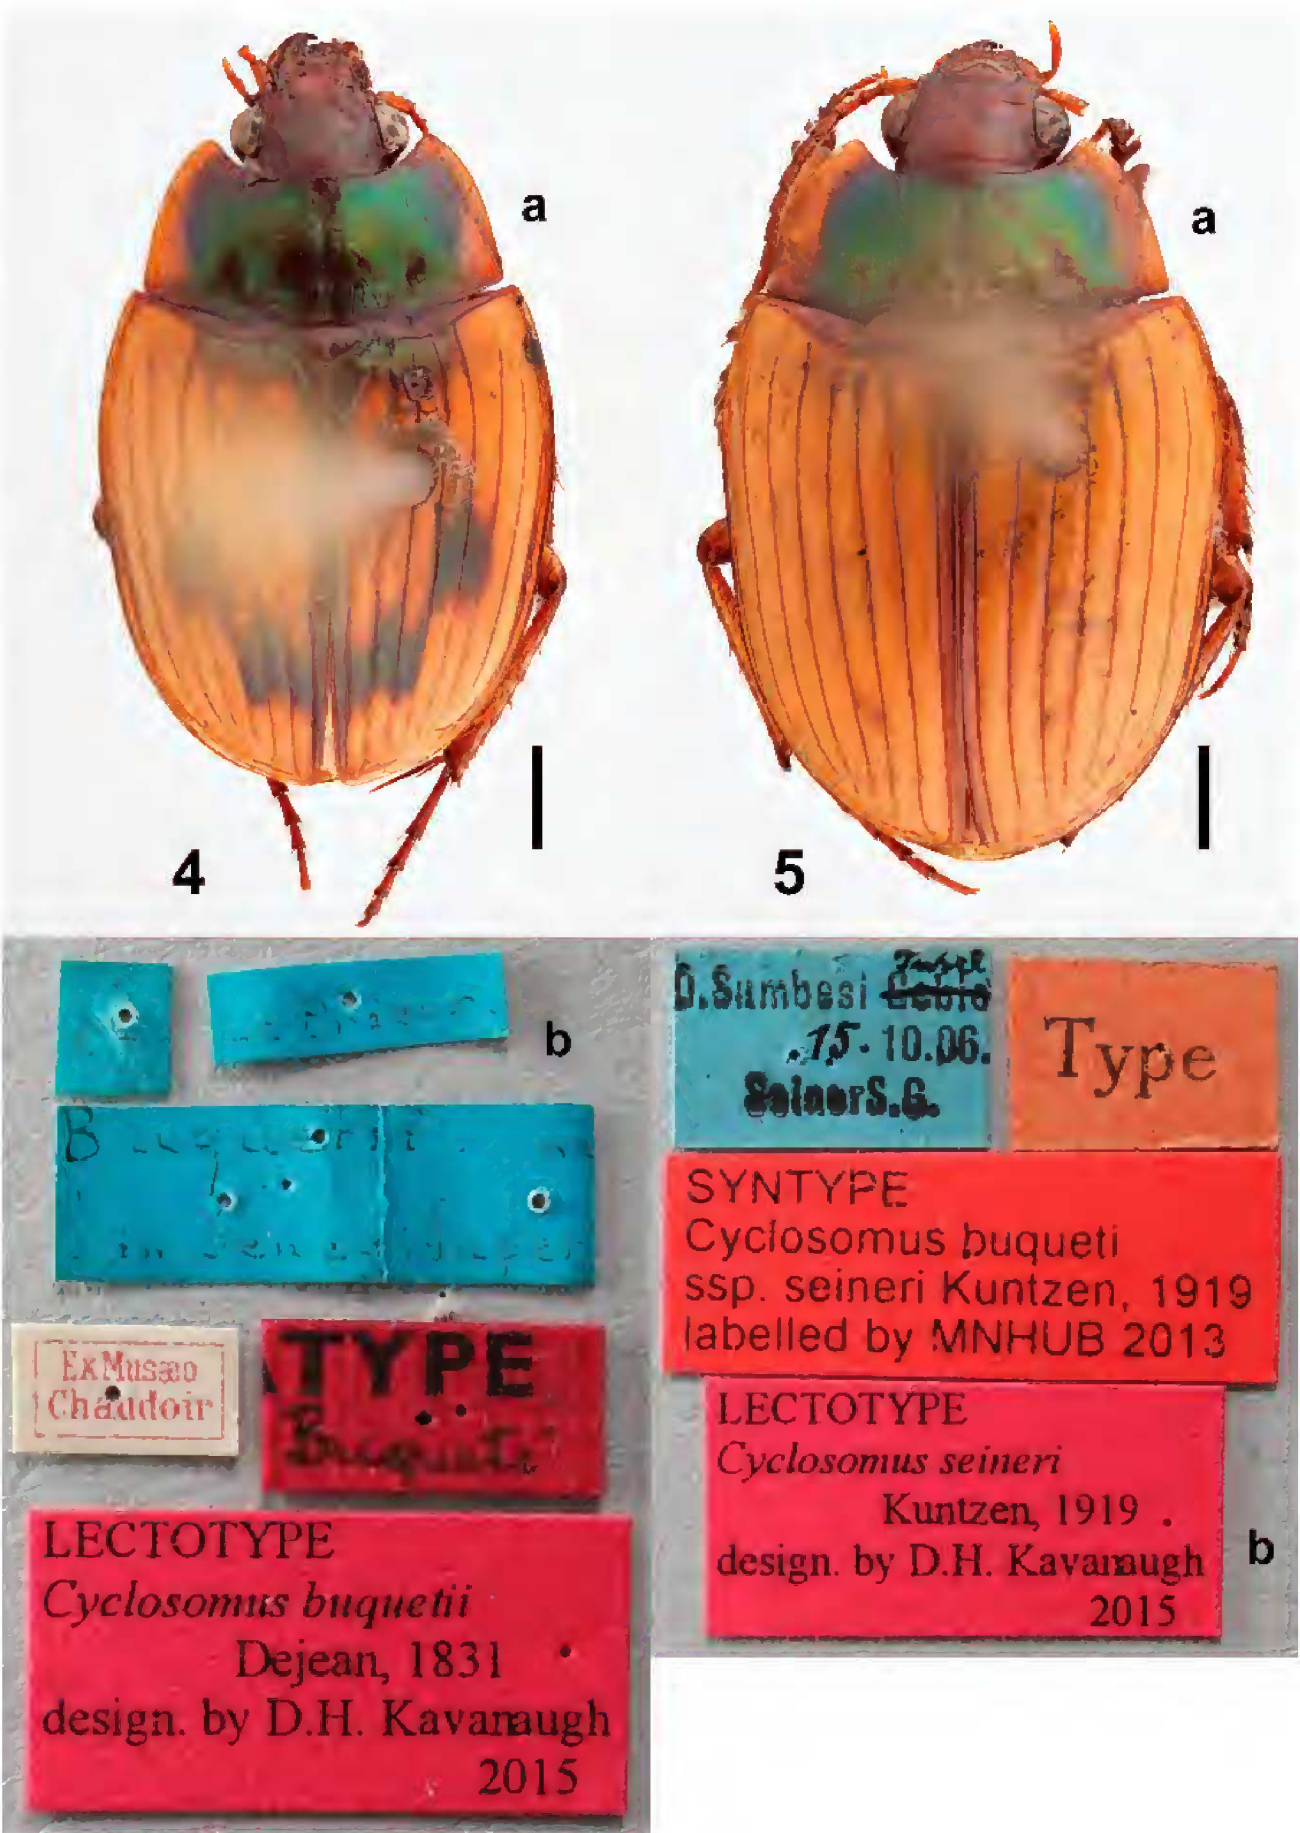 a
a
4
5
b
B
Ex Musæo
Chaudoir
TYPE
LECTOTYPE
Cyclosomus buquetii
Dejean, 1831
design. by D.H. Kavanaugh
2015
O.Sambesi
.15. 10.06.
Seiner S.G.
Type
SYNTYPE
Cyclosomus buqueti
ssp. seineri Kuntzen, 1919
labelled by MNHUB 2013
LECTOTYPE
Cyclosomus seineri
Kuntzen, 1919
design. by D.H. Kavanaugh
2015
b